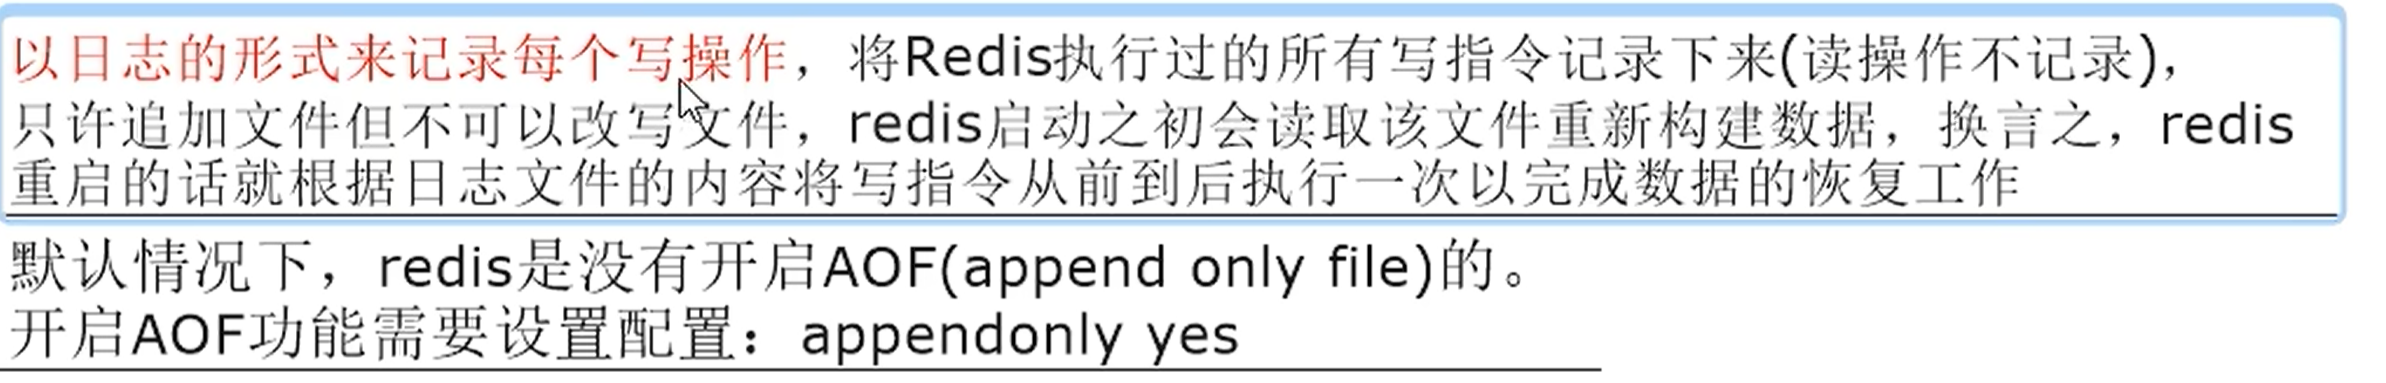 以日志的形式来记录每个写操作，将Redis执行过的所有写指令记录下来(读操作不记录)，
只许追加文件但不可以改写文件，redis启动之初会读取该文件重新构建数据，换言之，redis
重启的话就根据日志文件的内容将写指令从前到后执行一次以完成数据的恢复工作
默认情况下，redis是没有开启AOF(append only file)的。
开启AOF功能需要设置配置：appendonly yes